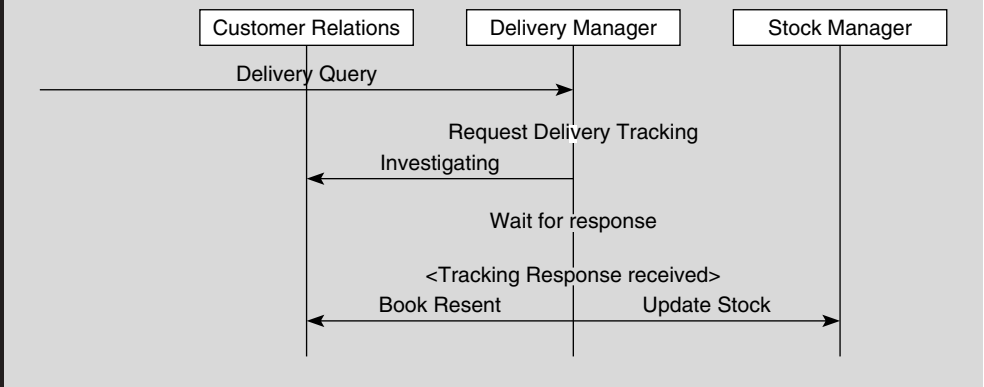 Customer Relations
Delivery Manager
Stock Manager
Delivery Query
Request Delivery Tracking
Investigating
Wait for response
<Tracking Response received>
Book Resent
Update Stock